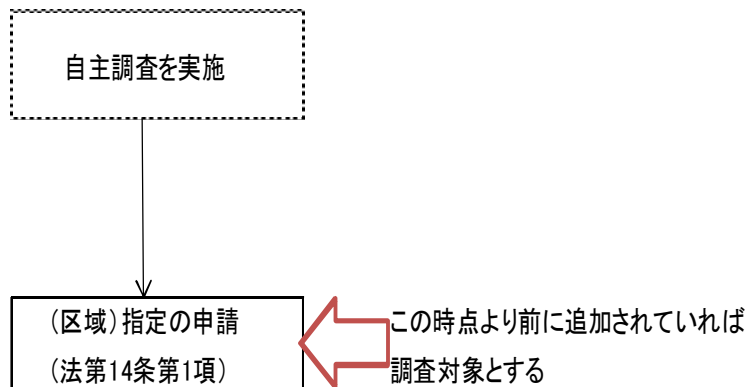 自主調査を実施
（区域）指定の申請
（法第14条第1項）
この時点より前に追加されていれば
調査対象とする